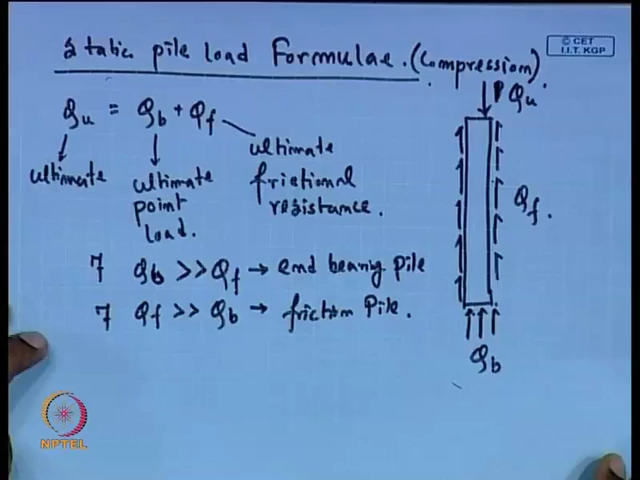 Static pile load Formulae. (Compression).
© CET
I.I.T. KGP
Qu = Qb + Qf
Qu
ultimate
ultimate
point
load.
ultimate
frictional
resistance.
Qf.
7 Qb >> Qf → end bearing pile
7 Qf >> Qb → friction Pile.
Qb
NPTEL